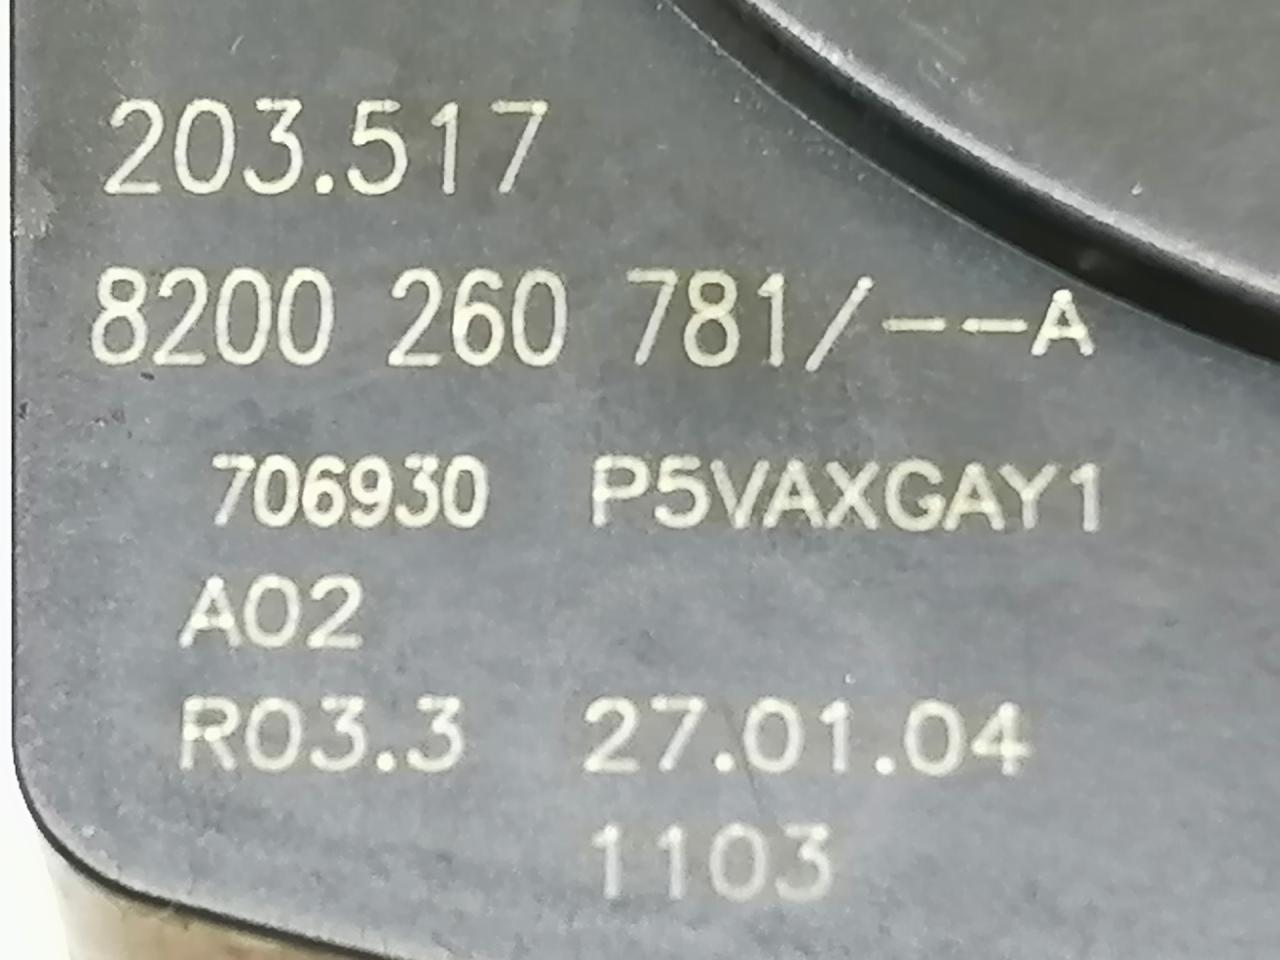 203.517
8200 260 781/--A
706930 P5VAXGAY1
A02
R03.3 27.01.04
1103